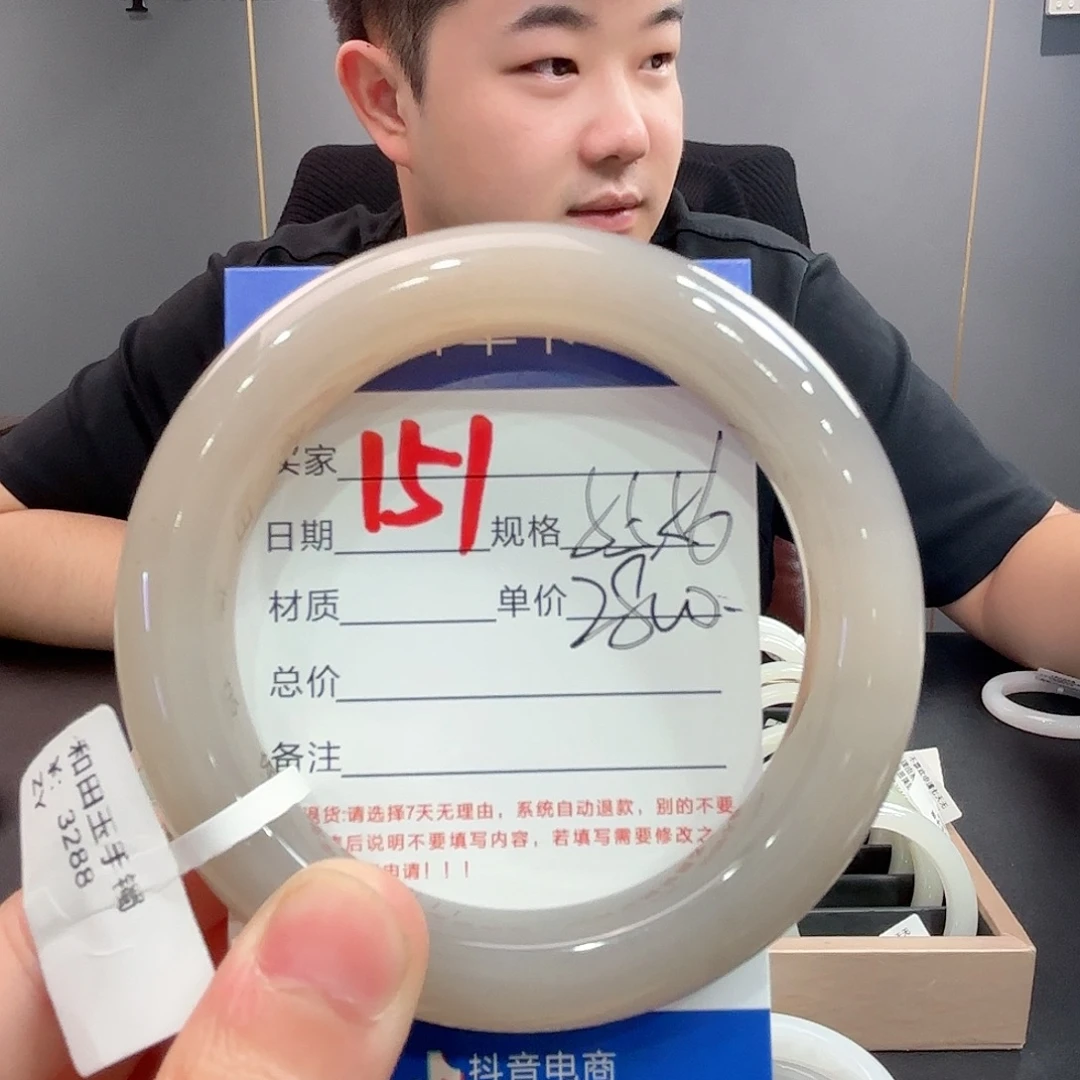 买家 151
日期 规格
材质 单价 2800-
总价
备注
退货:请选择7天无理由，系统自动退款，别的不要
后说明不要填写内容，若填写需要修改之
申请！！！
抖音电商
和田玉手镯
3288